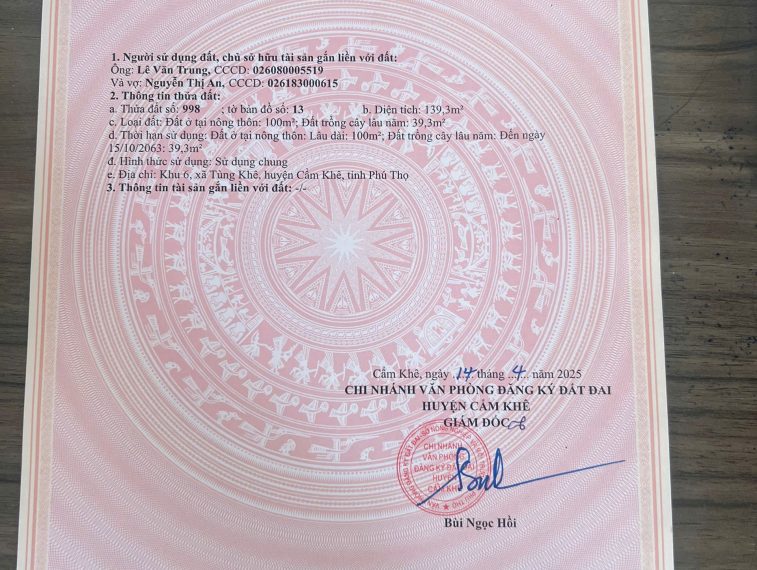 1. Người sử dụng đất, chủ sở hữu tài sản gắn liền với đất:
Ông: Lê Văn Trung, CCCD: 026080005519
Và vợ: Nguyễn Thị An, CCCD: 026183000615
2. Thông tin thửa đất:
a. Thửa đất số: 998 ; tờ bản đồ số: 13 b. Diện tích: 139,3m²
c. Loại đất: Đất ở tại nông thôn: 100m²; Đất trồng cây lâu năm: 39,3m²
d. Thời hạn sử dụng: Đất ở tại nông thôn: Lâu dài: 100m²; Đất trồng cây lâu năm: Đến ngày
15/10/2063: 39,3m²
đ. Hình thức sử dụng: Sử dụng chung
e. Địa chỉ: Khu 6, xã Tùng Khê, huyện Cẩm Khê, tỉnh Phú Thọ
3. Thông tin tài sản gắn liền với đất: -/-
Cẩm Khê, ngày 14 tháng 4 năm 2025
CHI NHÁNH VĂN PHÒNG ĐĂNG KÝ ĐẤT ĐAI
HUYỆN CẨM KHÊ
GIÁM ĐỐC
CHI NHÁNH
VĂN PHÒNG
ĐĂNG KÝ ĐẤT ĐAI
HUYỆN
CẨM KHÊ
Bùi Ngọc Hồi